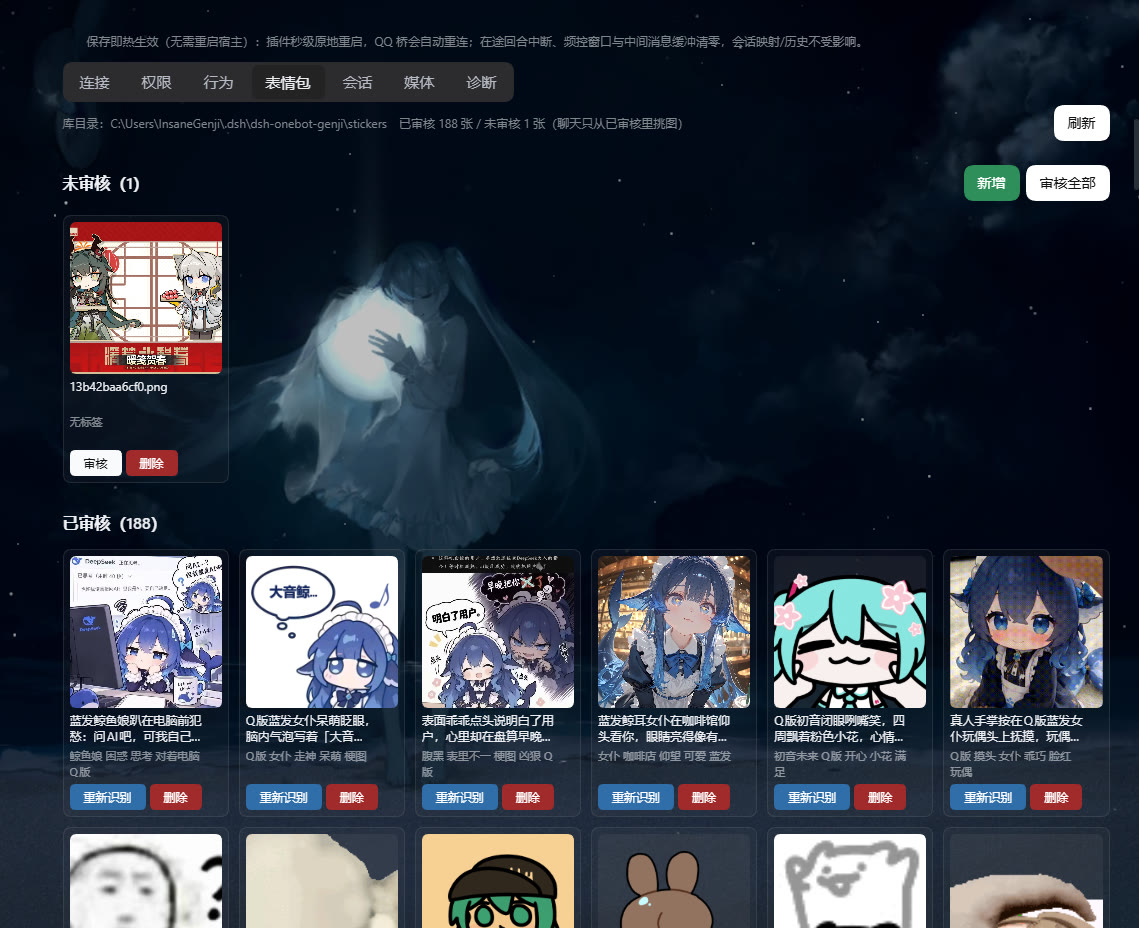 保存即热生效（无需重启宿主）：插件秒级原地重启，QQ 桥会自动重连；在途回合中断、频控窗口与中间消息缓冲清零，会话映射/历史不受影响。
连接 权限 行为 表情包 会话 媒体 诊断
库目录：C:\Users\InsaneGenji\.dsh\dsh-onebot-genji\stickers 已审核 188 张 / 未审核 1 张（聊天只从已审核里挑图）
刷新
未审核（1）
新增 审核全部
暖笺贺春
13b42baa6cf0.png
无标签
审核 删除
已审核（188）
DeepSeek
大音鲸...
早晚把你
明白了用户。
蓝发鲸鱼娘趴在电脑前犯
愁：问AI吧，可我自己...
鲸鱼娘 困惑 思考 对着电脑
Q版
重新识别 删除
Q版蓝发女仆呆萌眨眼，
脑内气泡写着「大音...
Q版 女仆 走神 呆萌 梗图
重新识别 删除
表面乖乖点头说明白了用
户，心里却在盘算早晚...
腹黑 表里不一 梗图 凶狠 Q
版
重新识别 删除
蓝发鲸耳女仆在咖啡馆仰
头看你，眼睛亮得像有...
女仆 咖啡店 仰望 可爱 蓝发
重新识别 删除
Q版初音闭眼咧嘴笑，四
周飘着粉色小花，心情...
初音未来 Q版 开心 小花 满
足
重新识别 删除
真人手掌按在Q版蓝发女
仆玩偶头上抚摸，玩偶...
Q版 摸头 女仆 乖巧 脸红
玩偶
重新识别 删除